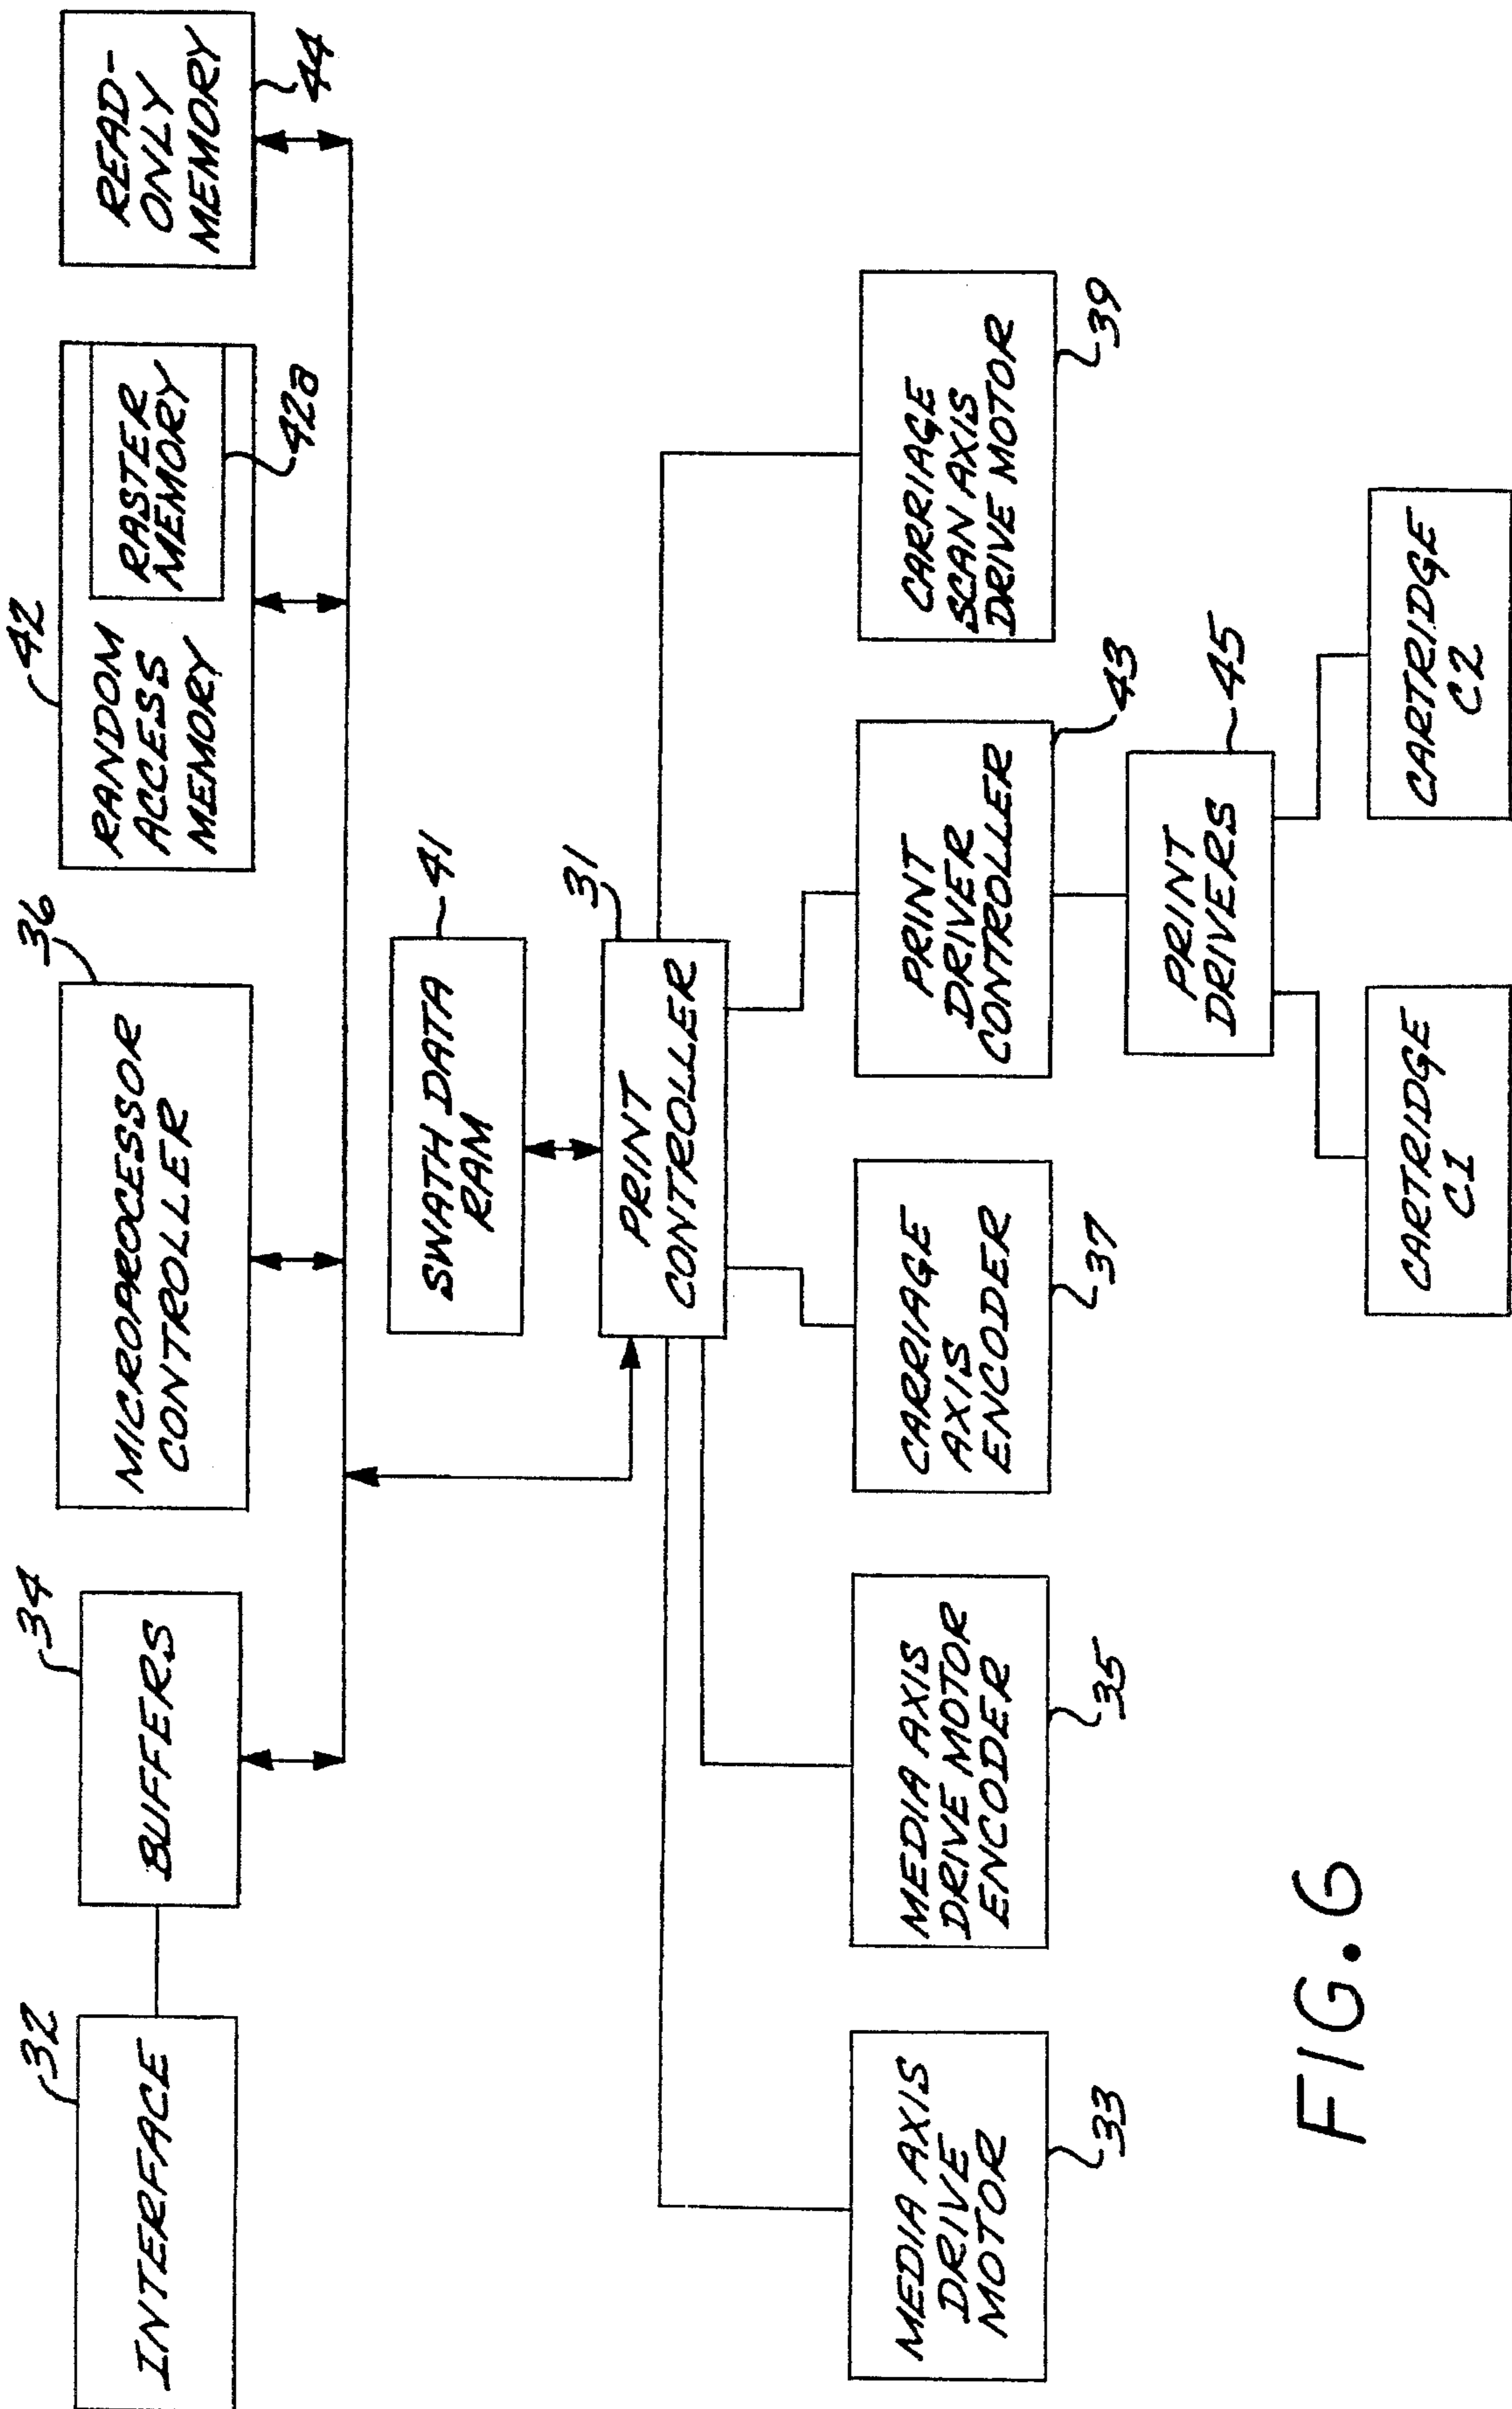 32
INTERFACE
34
BUFFERS
36
MICROPROCESSOR
CONTROLLER
42
RANDOM
ACCESS
MEMORY
RASTER
MEMORY
42a
READ-
ONLY
MEMORY
44
SWATH DATA
RAM
41
PRINT
CONTROLLER
31
MEDIA AXIS
DRIVE
MOTOR
33
MEDIA AXIS
DRIVE MOTOR
ENCODER
35
CARRIAGE
AXIS
ENCODER
37
PRINT
DRIVER
CONTROLLER
43
CARRIAGE
SCAN AXIS
DRIVE MOTOR
39
PRINT
DRIVERS
45
CARTRIDGE
C1
CARTRIDGE
C2
FIG. 6